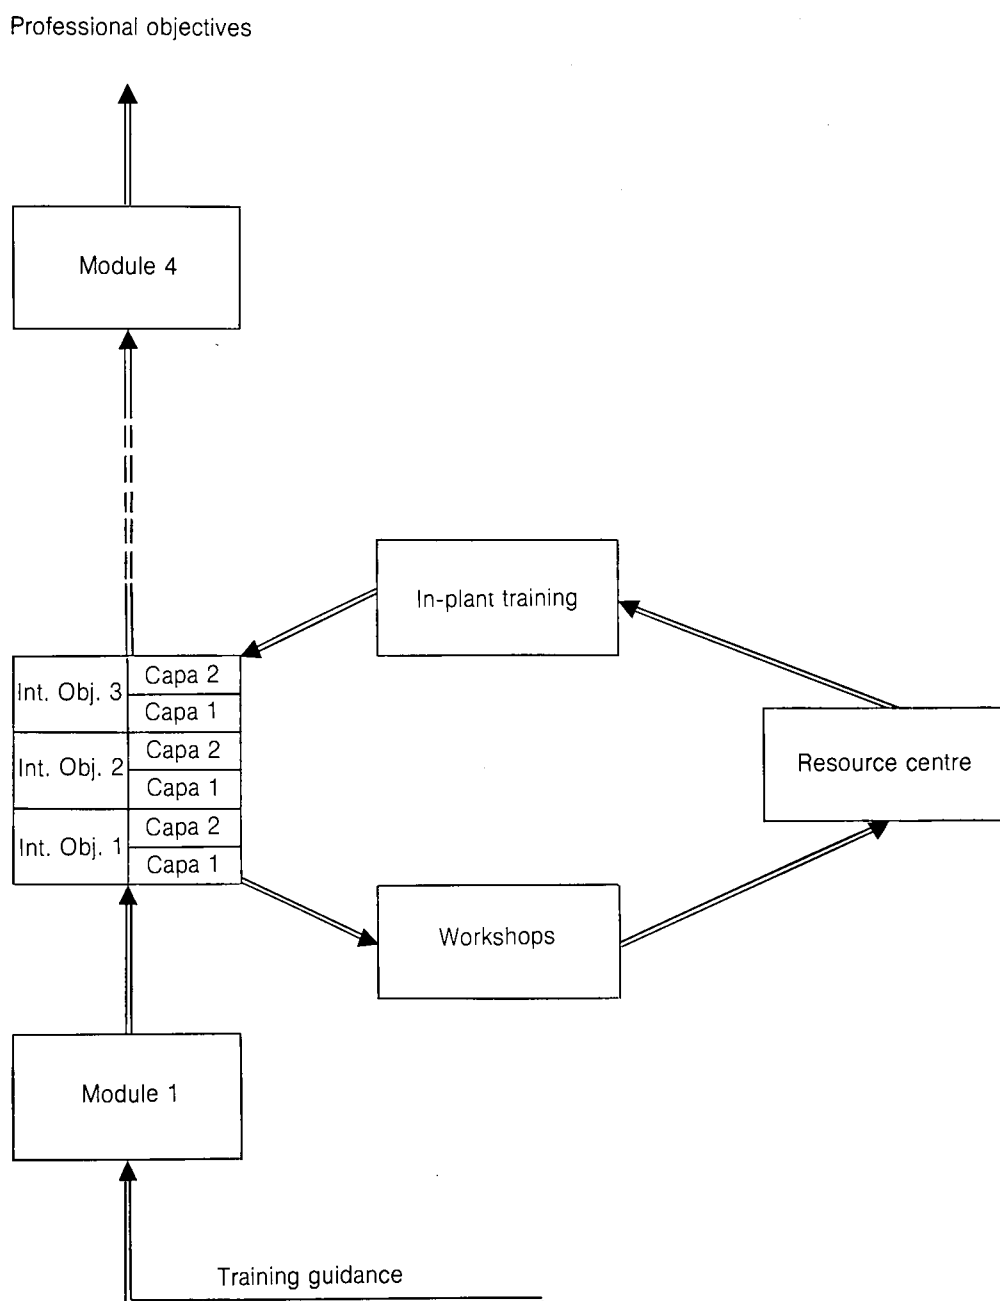 Professional objectives
Module 4
In-plant training
Int. Obj. 3
Capa 2
Capa 1
Int. Obj. 2
Capa 2
Capa 1
Int. Obj. 1
Capa 2
Capa 1
Resource centre
Workshops
Module 1
Training guidance